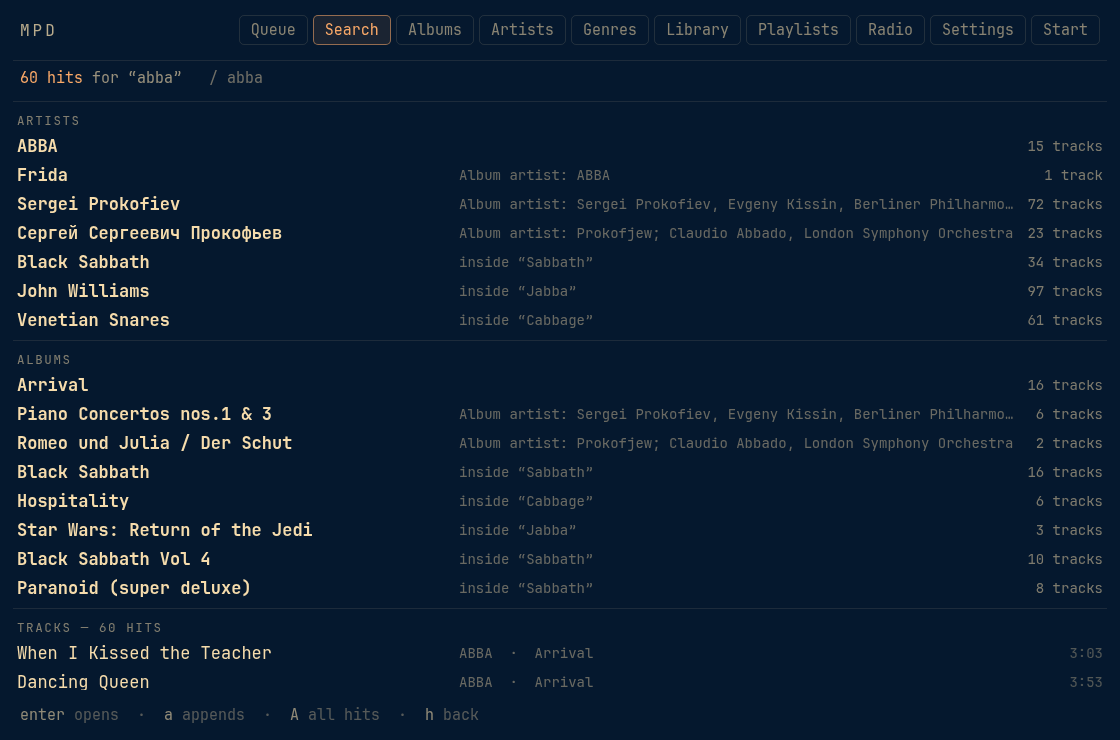 MPD Queue Search Albums Artists Genres Library Playlists Radio Settings Start
60 hits for “abba” / abba
ARTISTS
ABBA 15 tracks
Frida Album artist: ABBA 1 track
Sergei Prokofiev Album artist: Sergei Prokofiev, Evgeny Kissin, Berliner Philharmo… 72 tracks
Сергей Сергеевич Прокофьев Album artist: Prokofjew; Claudio Abbado, London Symphony Orchestra 23 tracks
Black Sabbath inside “Sabbath” 34 tracks
John Williams inside “Jabba” 97 tracks
Venetian Snares inside “Cabbage” 61 tracks
ALBUMS
Arrival 16 tracks
Piano Concertos nos.1 & 3 Album artist: Sergei Prokofiev, Evgeny Kissin, Berliner Philharmo… 6 tracks
Romeo und Julia / Der Schut Album artist: Prokofjew; Claudio Abbado, London Symphony Orchestra 2 tracks
Black Sabbath inside “Sabbath” 16 tracks
Hospitality inside “Cabbage” 6 tracks
Star Wars: Return of the Jedi inside “Jabba” 3 tracks
Black Sabbath Vol 4 inside “Sabbath” 10 tracks
Paranoid (super deluxe) inside “Sabbath” 8 tracks
TRACKS — 60 HITS
When I Kissed the Teacher ABBA · Arrival 3:03
Dancing Queen ABBA · Arrival 3:53
enter opens · a appends · A all hits · h back